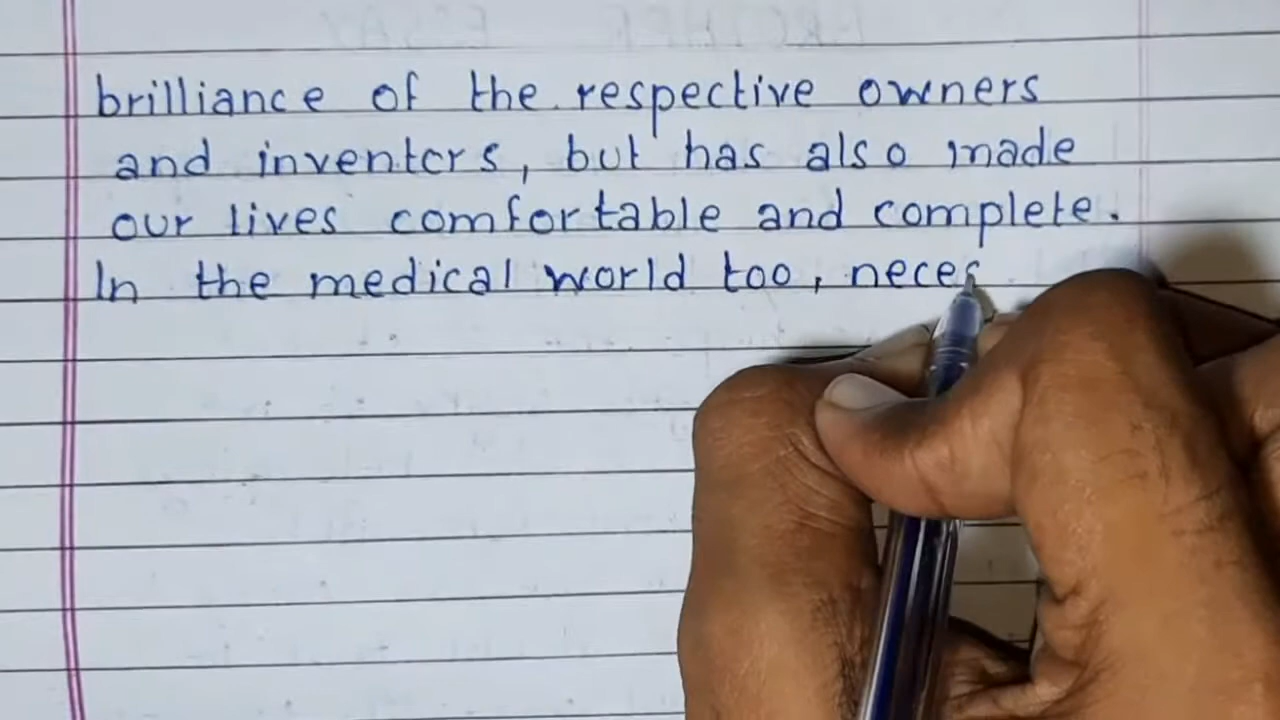 brilliance of the respective owners
and inventors, but has also made
our lives comfortable and complete.
In the medical world too, neces